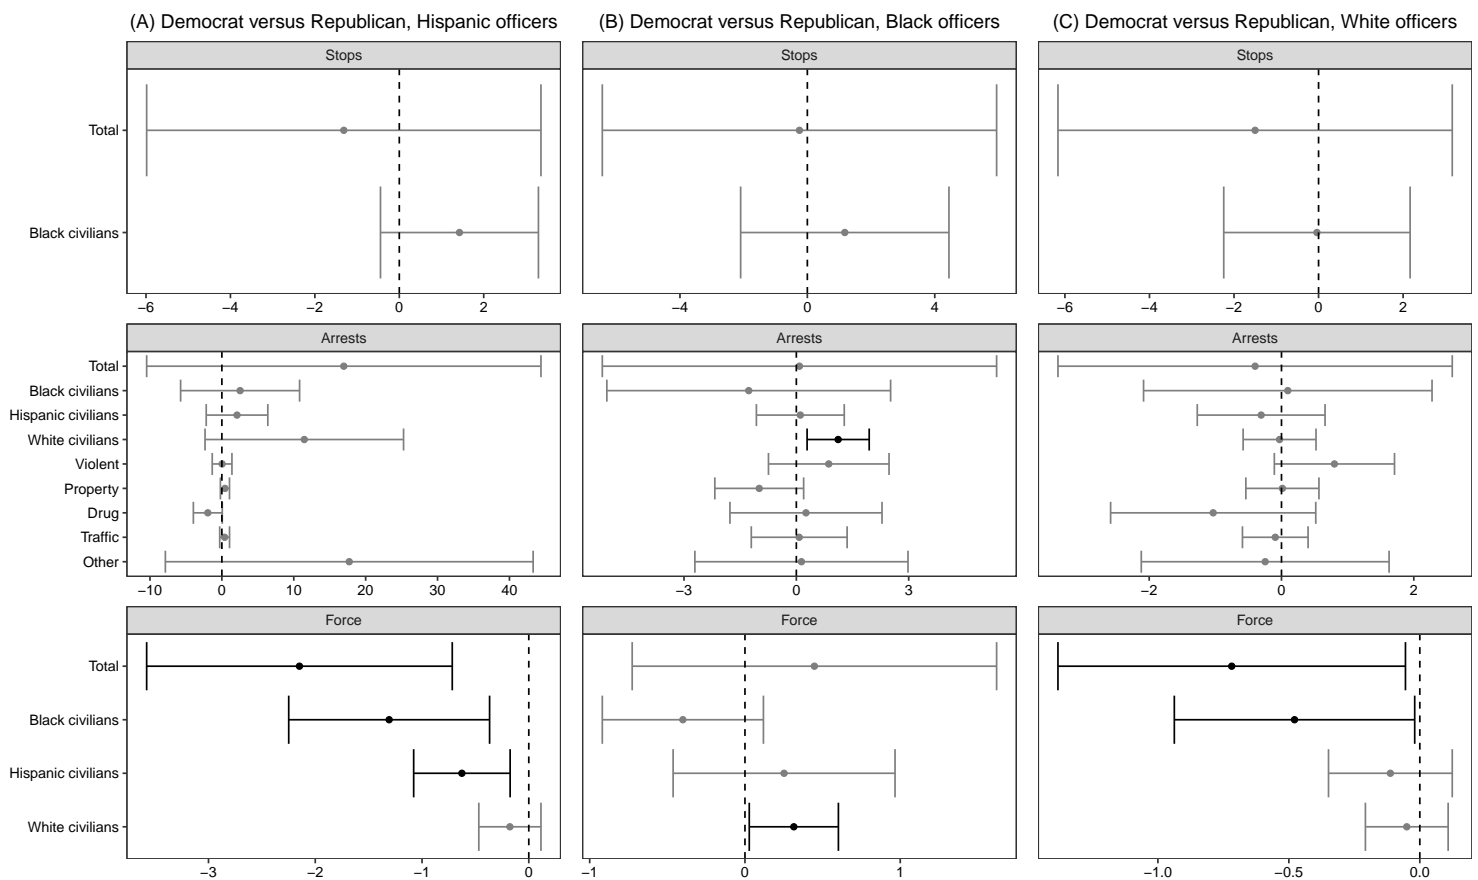 (A) Democrat versus Republican, Hispanic officers
(B) Democrat versus Republican, Black officers
(C) Democrat versus Republican, White officers
Stops
Stops
Stops
Total
Black civilians
−6 −4 −2 0 2
−4 0 4
−6 −4 −2 0 2
Arrests
Arrests
Arrests
Total
Black civilians
Hispanic civilians
White civilians
Violent
Property
Drug
Traffic
Other
−10 0 10 20 30 40
−3 0 3
−2 0 2
Force
Force
Force
Total
Black civilians
Hispanic civilians
White civilians
−3 −2 −1 0
−1 0 1
−1.0 −0.5 0.0